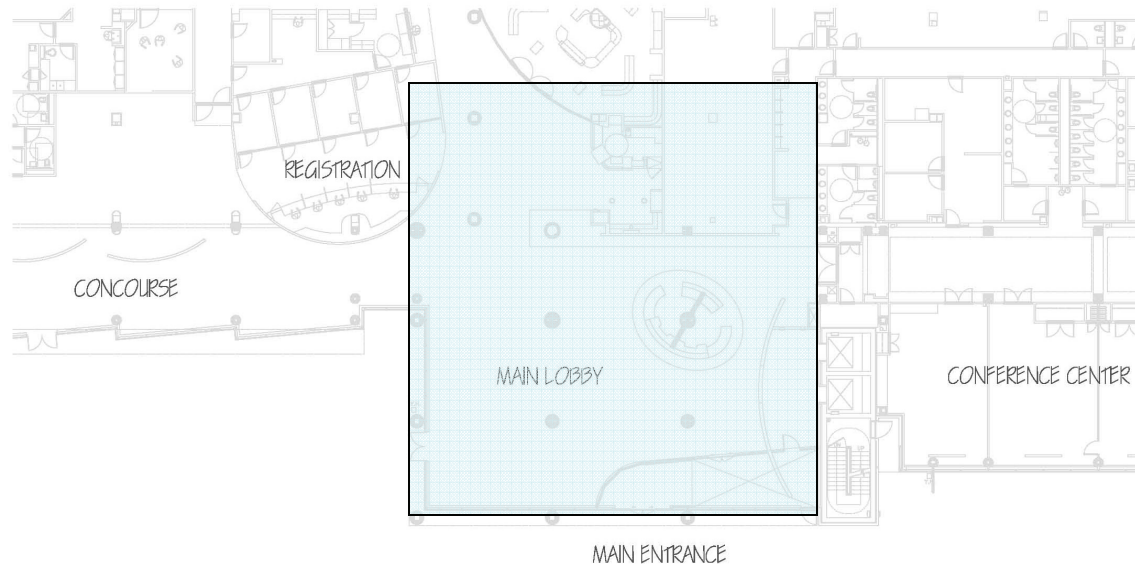 REGISTRATION
CONCOURSE
MAIN LOBBY
CONFERENCE CENTER
MAIN ENTRANCE